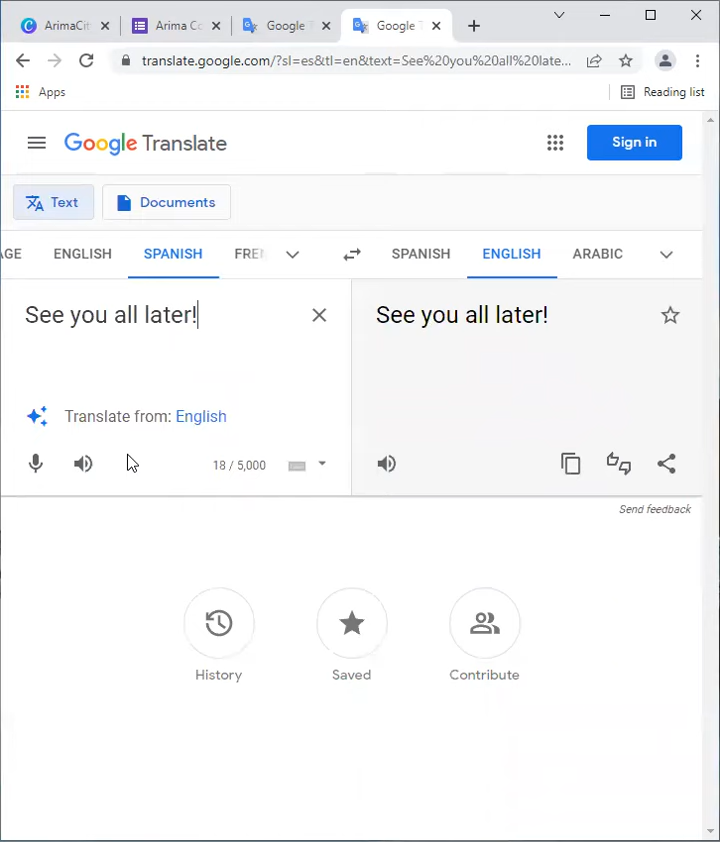 ArimaCit
Arima Co
Google T
Google T
translate.google.com/?sl=es&tl=en&text=See%20you%20all%20late...
Apps
Reading list
Google Translate
Sign in
Text
Documents
AGE
ENGLISH
SPANISH
FREN
SPANISH
ENGLISH
ARABIC
See you all later!
See you all later!
Translate from: English
18 / 5,000
Send feedback
History
Saved
Contribute